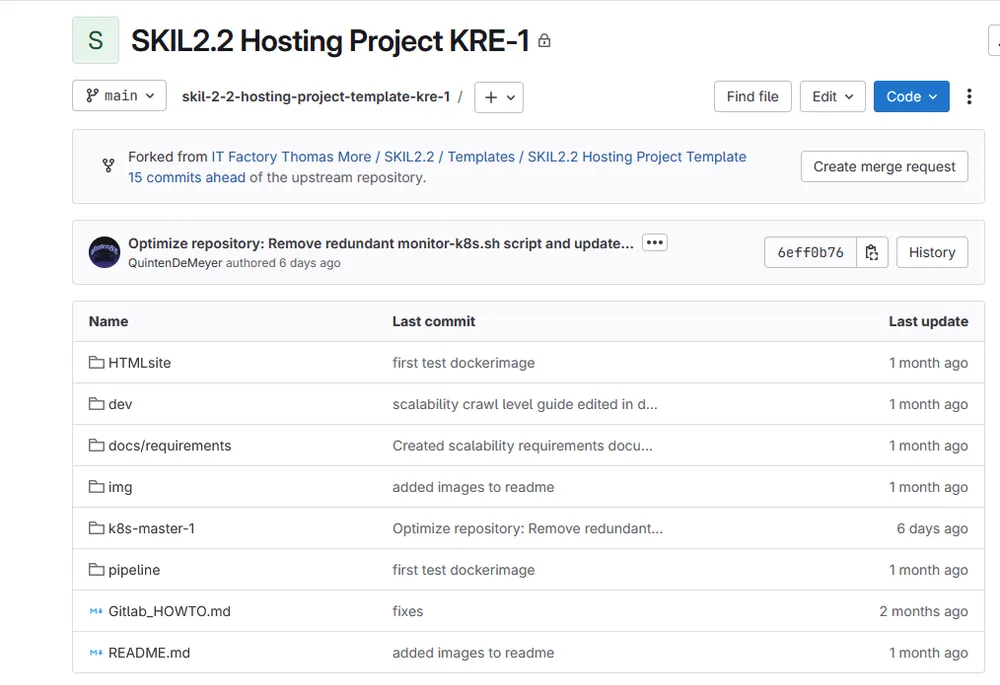 S SKIL2.2 Hosting Project KRE-1
main skil-2-2-hosting-project-template-kre-1 / + Find file Edit Code
Forked from IT Factory Thomas More / SKIL2.2 / Templates / SKIL2.2 Hosting Project Template
15 commits ahead of the upstream repository.
Create merge request
Optimize repository: Remove redundant monitor-k8s.sh script and update...
QuintenDeMeyer authored 6 days ago
6eff0b76 History
Name Last commit Last update
HTMLsite first test dockerimage 1 month ago
dev scalability crawl level guide edited in d... 1 month ago
docs/requirements Created scalability requirements docu... 1 month ago
img added images to readme 1 month ago
k8s-master-1 Optimize repository: Remove redundant... 6 days ago
pipeline first test dockerimage 1 month ago
Gitlab_HOWTO.md fixes 2 months ago
README.md added images to readme 1 month ago